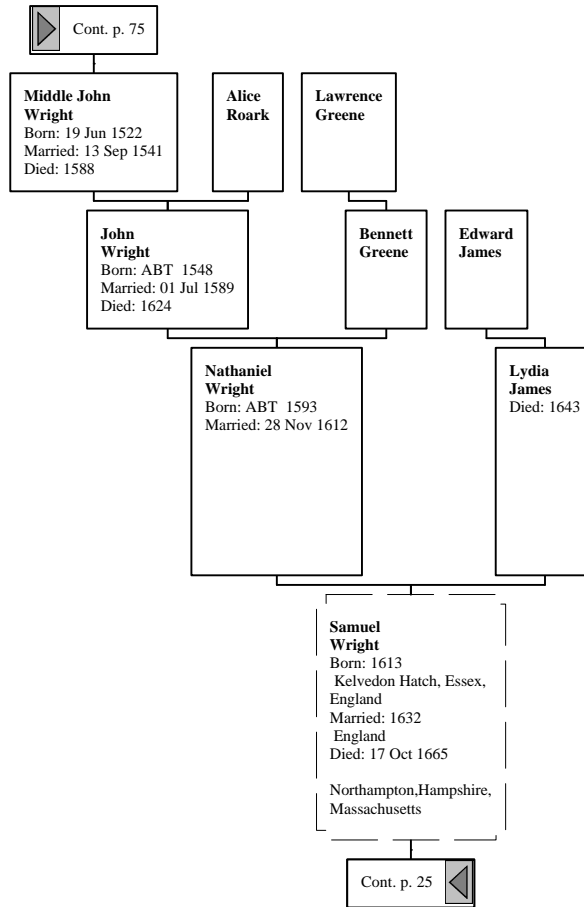 Cont. p. 75
Middle John
Wright
Born: 19 Jun 1522
Married: 13 Sep 1541
Died: 1588
Alice
Roark
Lawrence
Greene
John
Wright
Born: ABT 1548
Married: 01 Jul 1589
Died: 1624
Bennett
Greene
Edward
James
Nathaniel
Wright
Born: ABT 1593
Married: 28 Nov 1612
Lydia
James
Died: 1643
Samuel
Wright
Born: 1613
Kelvedon Hatch, Essex,
England
Married: 1632
England
Died: 17 Oct 1665
Northampton,Hampshire,
Massachusetts
Cont. p. 25